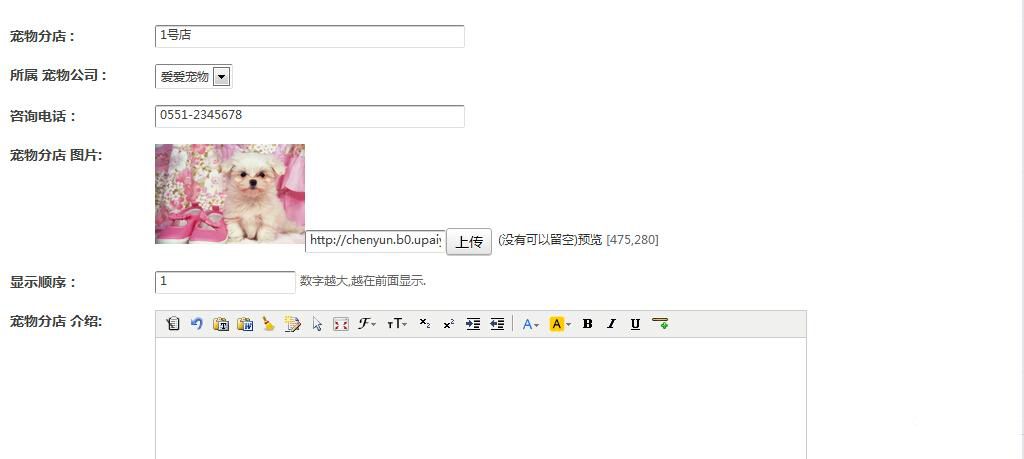 宠物分店：
1号店
所属 宠物公司：
爱爱宠物
咨询电话：
0551-2345678
宠物分店 图片:
http://chenyun.b0.upaiy
上传
(没有可以留空)预览 [475,280]
显示顺序：
1
数字越大,越在前面显示.
宠物分店 介绍: